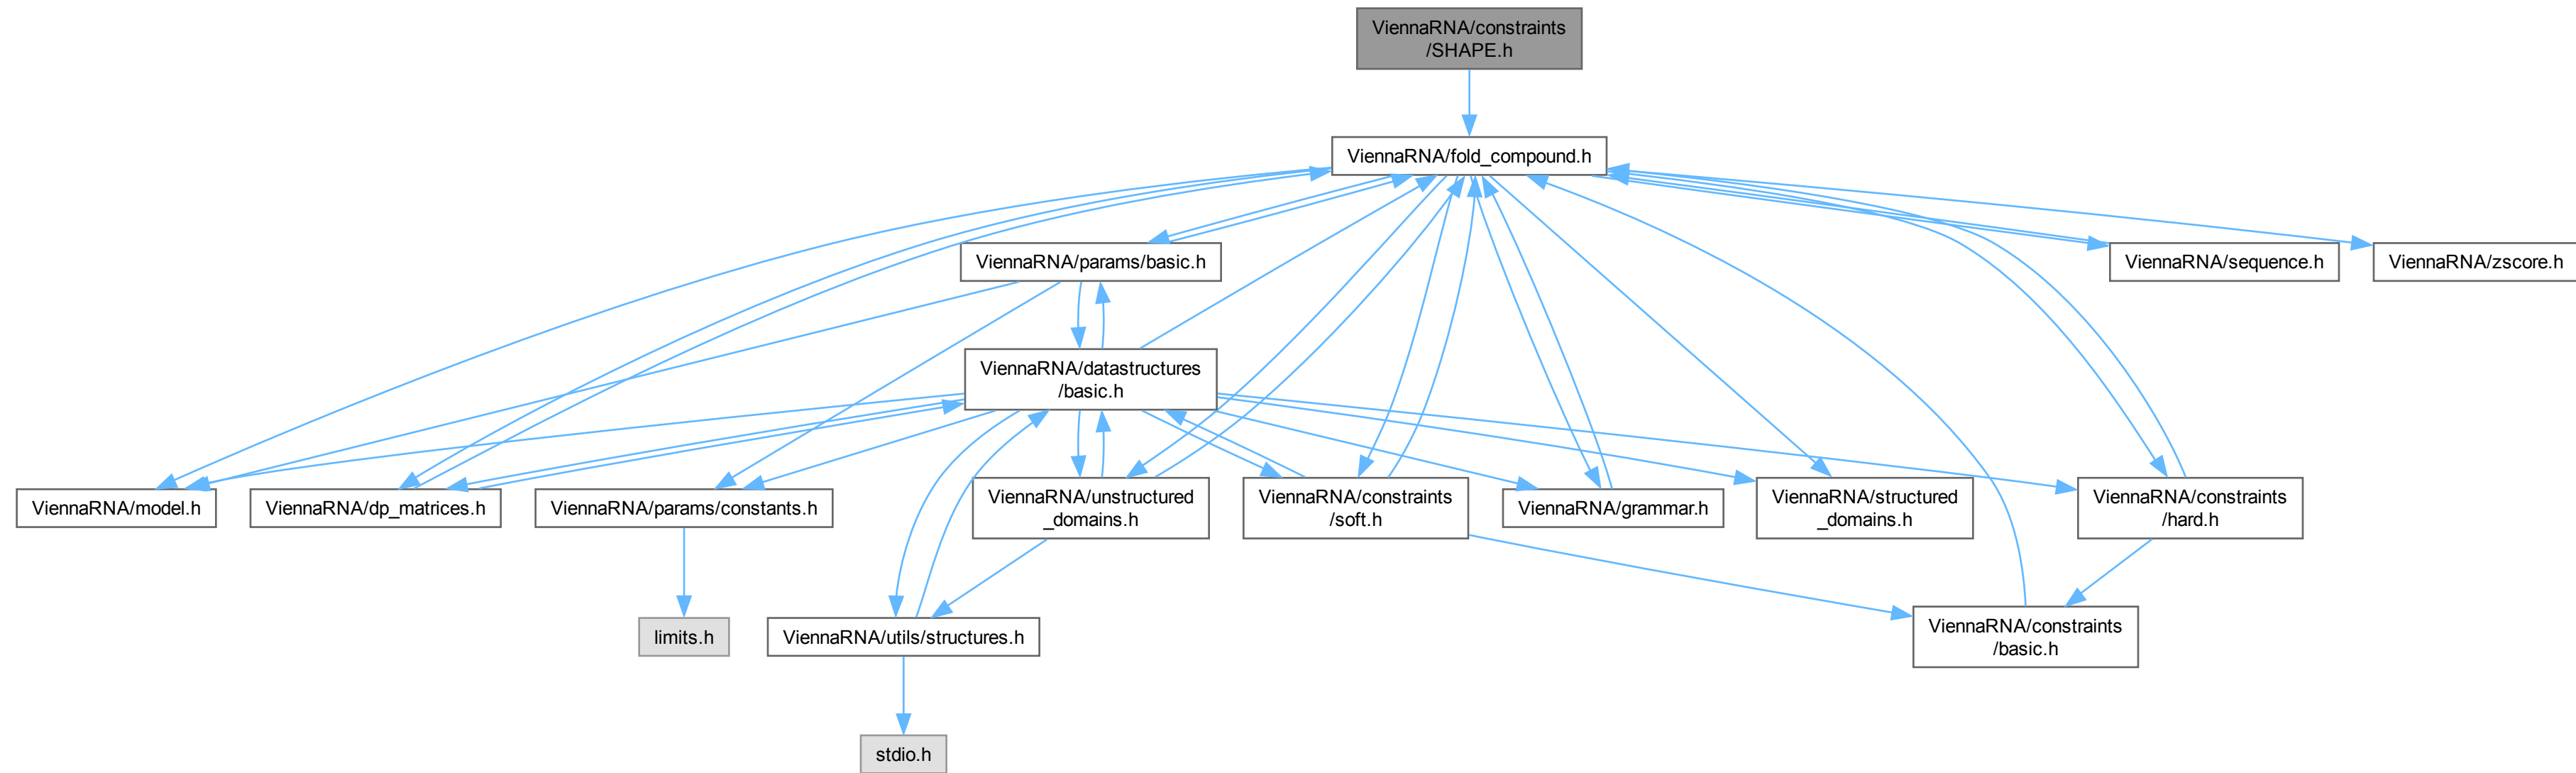 ViennaRNA/constraints
/SHAPE.h
ViennaRNA/fold_compound.h
ViennaRNA/params/basic.h
ViennaRNA/sequence.h
ViennaRNA/zscore.h
ViennaRNA/datastructures
/basic.h
ViennaRNA/model.h
ViennaRNA/dp_matrices.h
ViennaRNA/params/constants.h
ViennaRNA/unstructured
_domains.h
ViennaRNA/constraints
/soft.h
ViennaRNA/grammar.h
ViennaRNA/structured
_domains.h
ViennaRNA/constraints
/hard.h
limits.h
ViennaRNA/utils/structures.h
ViennaRNA/constraints
/basic.h
stdio.h